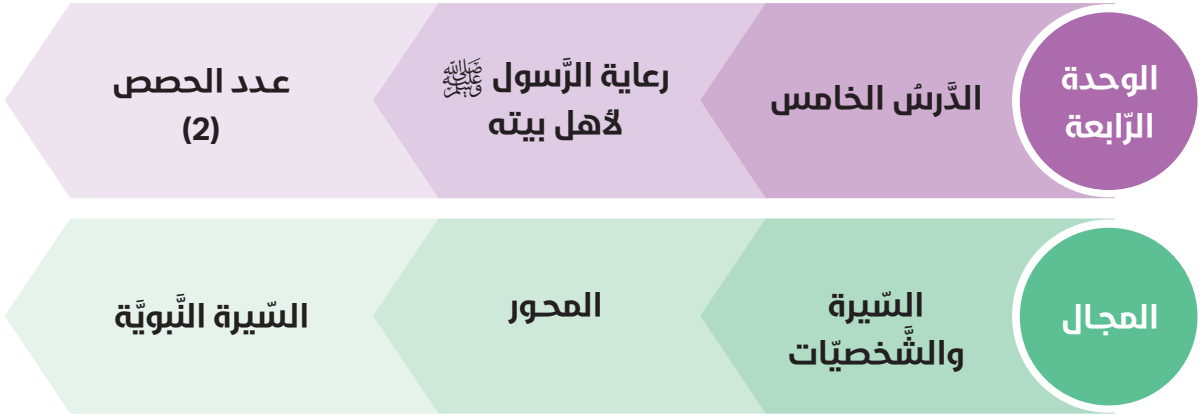 الوحدة
الرّابعة
الدَّرسُ الخامس
رعاية الرَّسول ﷺ
لأهل بيته
عدد الحصص
(2)
المجال
السّيرة
والشَّخصيّات
المحور
السّيرة النَّبويَّة